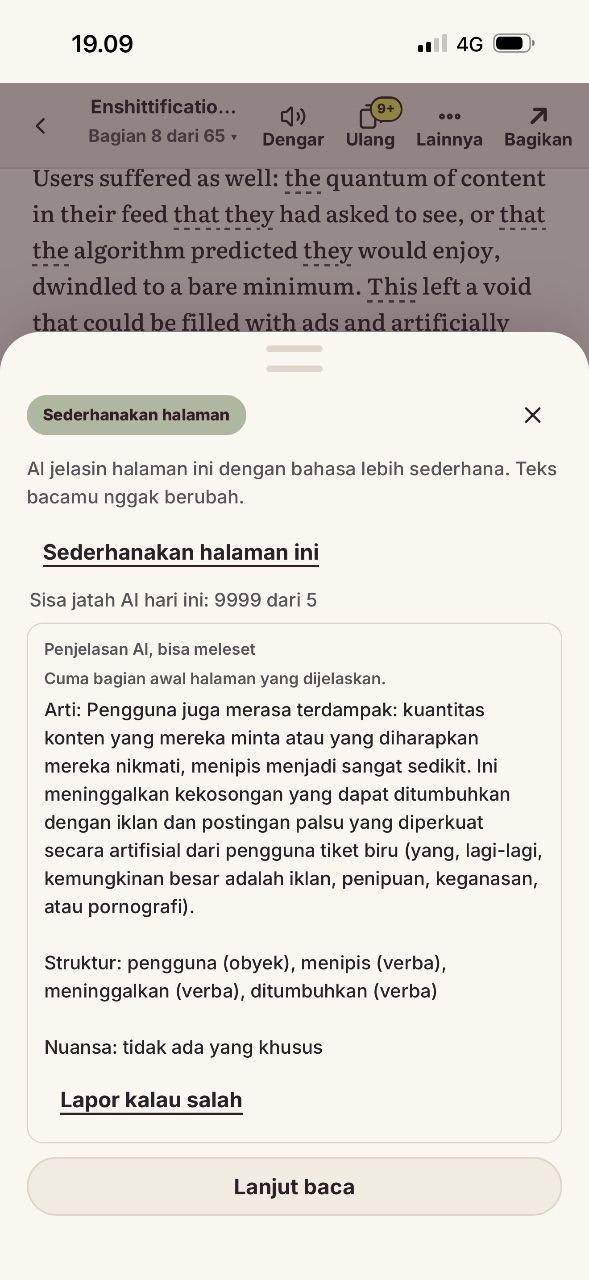 19.09
4G
Enshittificatio...
Bagian 8 dari 65 ▾
Dengar
9+
Ulang
Lainnya
Bagikan
Users suffered as well: the quantum of content
in their feed that they had asked to see, or that
the algorithm predicted they would enjoy,
dwindled to a bare minimum. This left a void
that could be filled with ads and artificially
Sederhanakan halaman
AI jelasin halaman ini dengan bahasa lebih sederhana. Teks
bacamu nggak berubah.
Sederhanakan halaman ini
Sisa jatah AI hari ini: 9999 dari 5
Penjelasan AI, bisa meleset
Cuma bagian awal halaman yang dijelaskan.
Arti: Pengguna juga merasa terdampak: kuantitas
konten yang mereka minta atau yang diharapkan
mereka nikmati, menipis menjadi sangat sedikit. Ini
meninggalkan kekosongan yang dapat ditumbuhkan
dengan iklan dan postingan palsu yang diperkuat
secara artifisial dari pengguna tiket biru (yang, lagi-lagi,
kemungkinan besar adalah iklan, penipuan, keganasan,
atau pornografi).
Struktur: pengguna (obyek), menipis (verba),
meninggalkan (verba), ditumbuhkan (verba)
Nuansa: tidak ada yang khusus
Lapor kalau salah
Lanjut baca